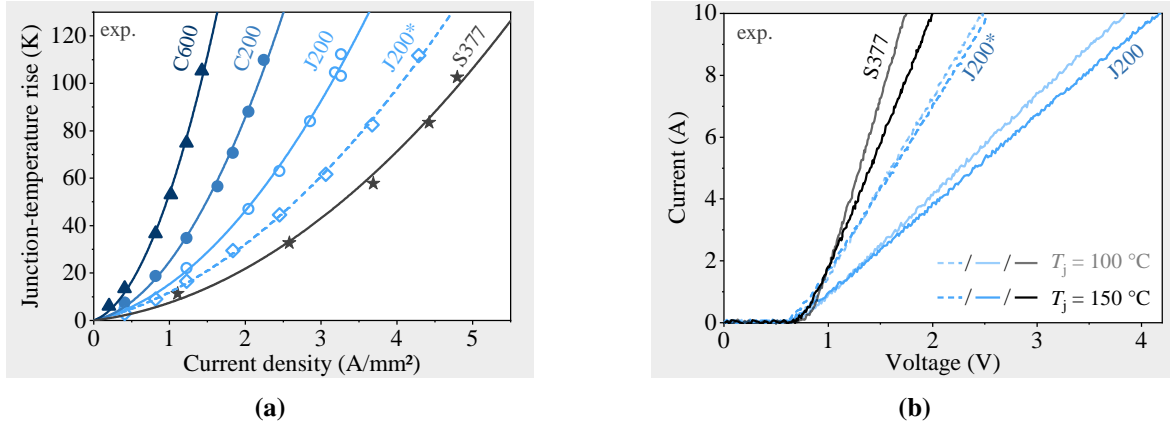 exp.
C600
C200
J200
J200*
S377
Junction-temperature rise (K)
120
100
80
60
40
20
0
0 1 2 3 4 5
Current density (A/mm²)
(a)
exp.
S377
J200*
J200
Current (A)
10
8
6
4
2
0
/ / Tj = 100 °C
/ / Tj = 150 °C
0 1 2 3 4
Voltage (V)
(b)